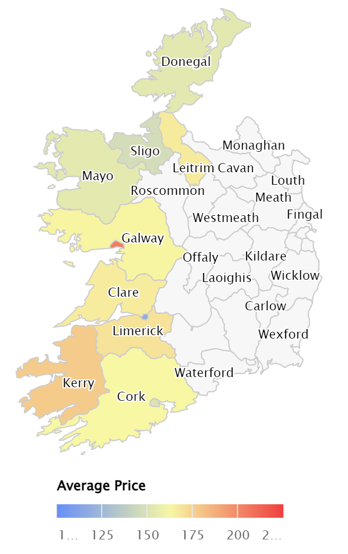 Donegal
Monaghan
Sligo
Leitrim Cavan
Mayo
Louth
Roscommon
Meath
Westmeath
Fingal
Galway
Offaly
Kildare
Laoighis
Wicklow
Clare
Carlow
Limerick
Wexford
Waterford
Kerry
Cork
Average Price
1... 125 150 175 200 2...